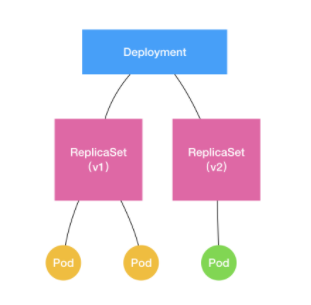 Deployment
ReplicaSet
（v1）
ReplicaSet
（v2）
Pod
Pod
Pod